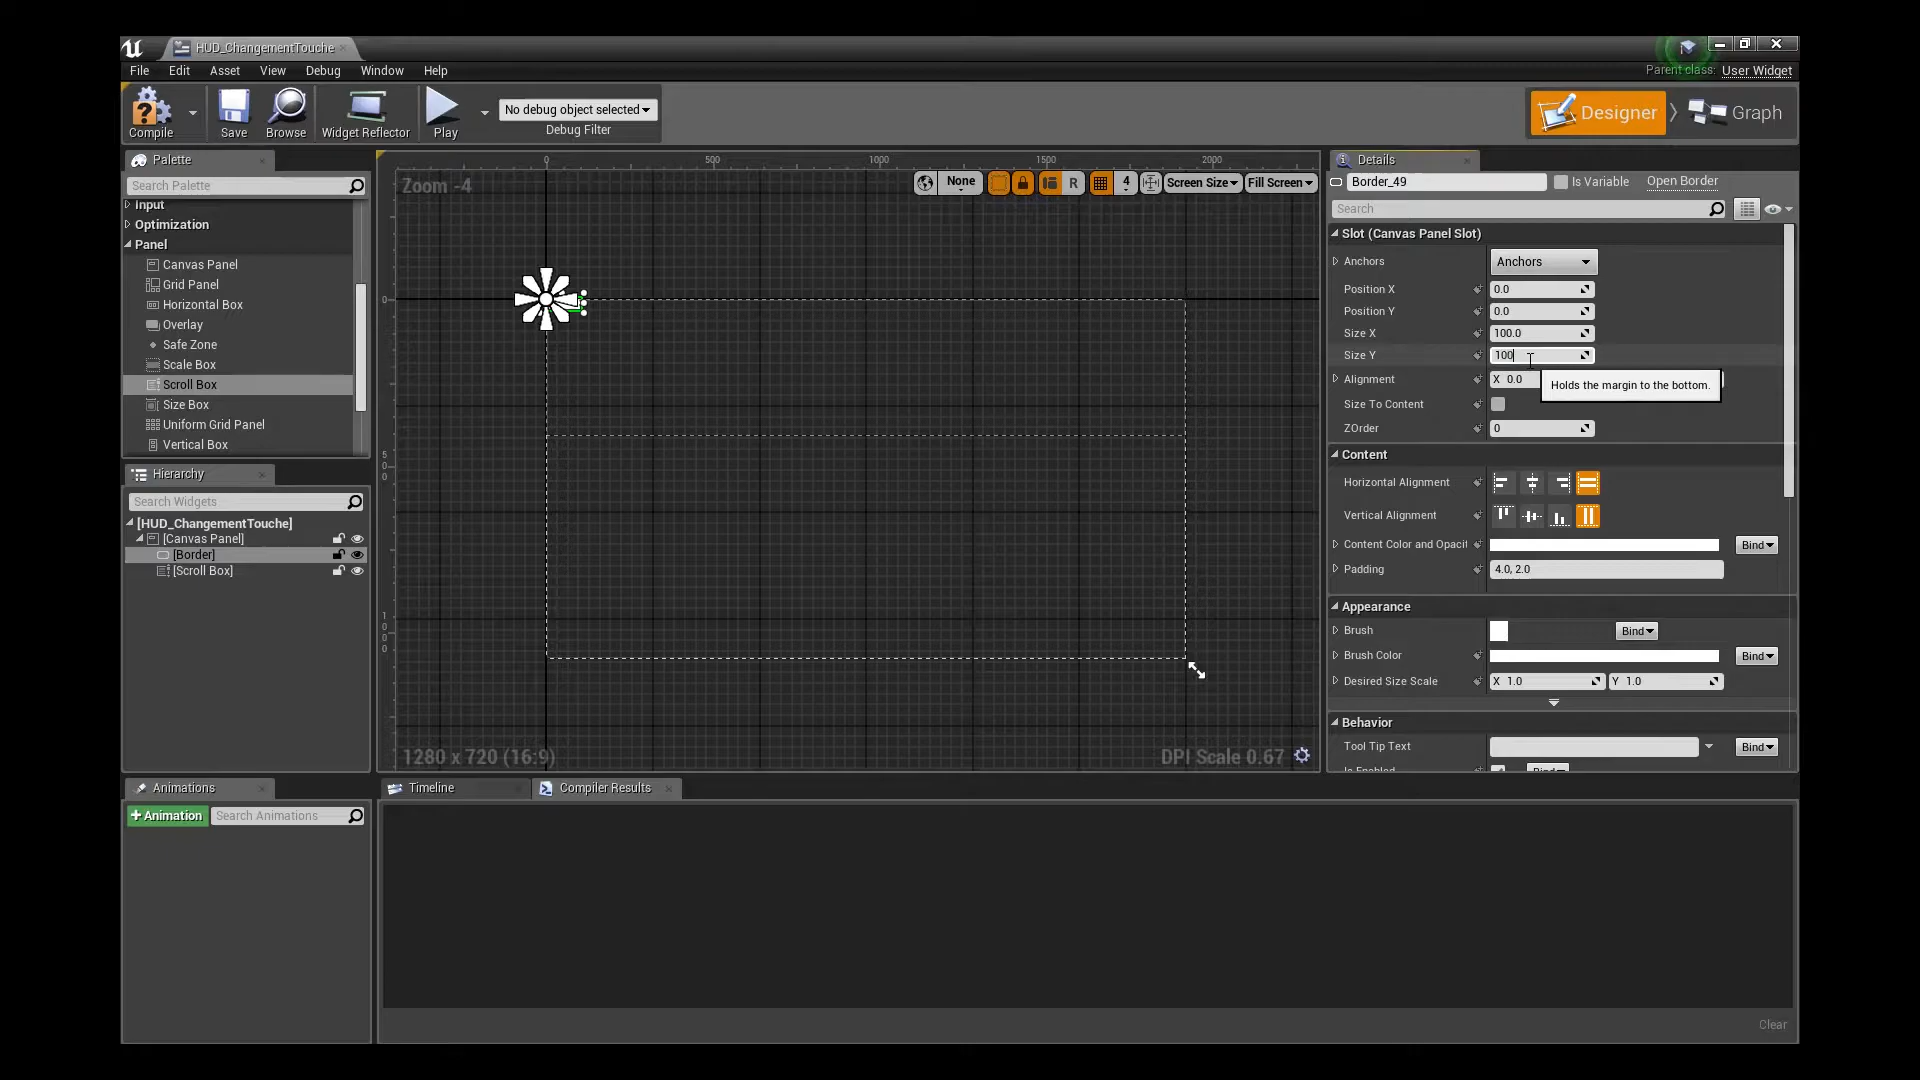 HUD_ChangementTouche
File Edit Asset View Debug Window Help
Parent class: User Widget
Compile
Save
Browse
Widget Reflector
Play
No debug object selected
Debug Filter
Designer
Graph
Palette
Search Palette
Input
Optimization
Panel
Canvas Panel
Grid Panel
Horizontal Box
Overlay
Safe Zone
Scale Box
Scroll Box
Size Box
Uniform Grid Panel
Vertical Box
Hierarchy
Search Widgets
[HUD_ChangementTouche]
[Canvas Panel]
[Border]
[Scroll Box]
Animations
+Animation
Search Animations
0 500 1000 1500 2000
Zoom -4
None
R
4
Screen Size
Fill Screen
0
500
1000
1280 x 720 (16:9)
DPI Scale 0.67
Timeline
Compiler Results
Clear
Details
Border_49
Is Variable
Open Border
Search
Slot (Canvas Panel Slot)
Anchors Anchors
Position X 0.0
Position Y 0.0
Size X 100.0
Size Y 100
Alignment X 0.0
Holds the margin to the bottom.
Size To Content
ZOrder 0
Content
Horizontal Alignment
Vertical Alignment
Content Color and Opacit Bind
Padding 4.0, 2.0
Appearance
Brush Bind
Brush Color Bind
Desired Size Scale X 1.0 Y 1.0
Behavior
Tool Tip Text Bind
Is Enabled Bind